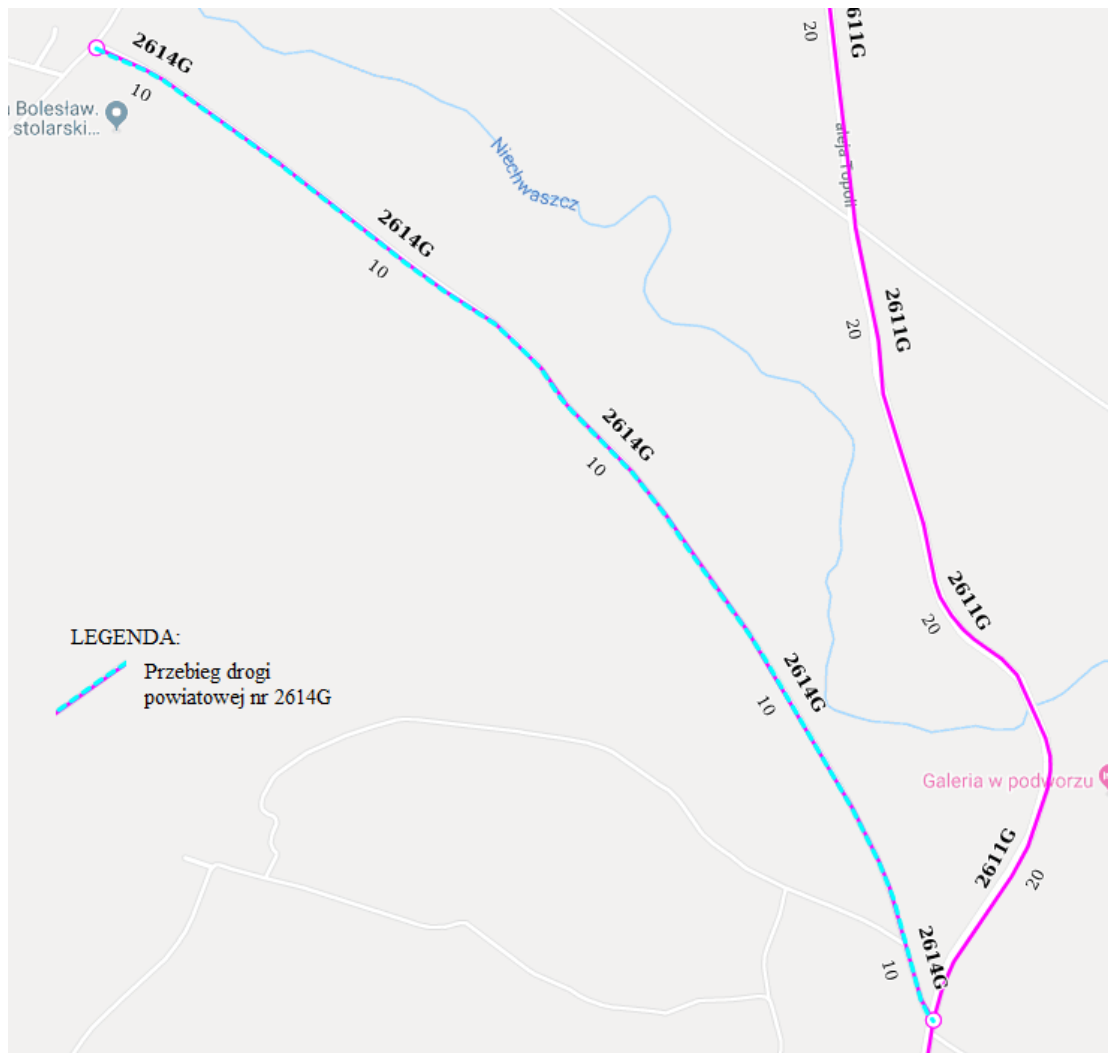 2614G
10
Bolesław.
stolarski...
Niechwaszcz
611G
20
aleja Topoli
2614G
10
2611G
20
2614G
10
2611G
20
LEGENDA:
Przebieg drogi
powiatowej nr 2614G
2614G
10
Galeria w podworzu
2611G
20
2614G
10